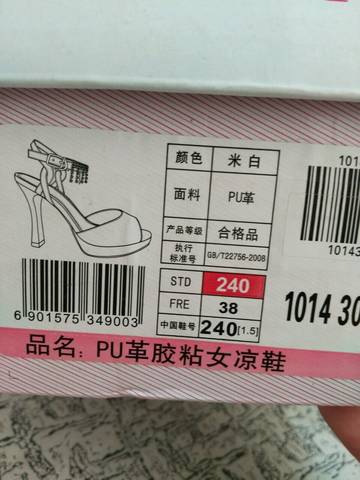 101
颜色 米白
面料 PU革
产品等级 合格品
执行标准号 GB/T22756-2008
10143
STD 240
FRE 38
中国鞋号 240[1.5]
1014 30
6 901575 349003
品名: PU革胶粘女凉鞋